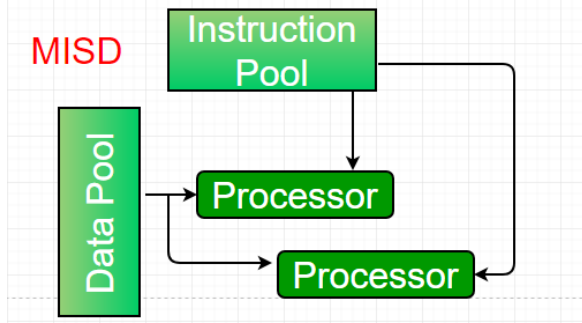 MISD
Instruction
Pool
Data Pool
Processor
Processor